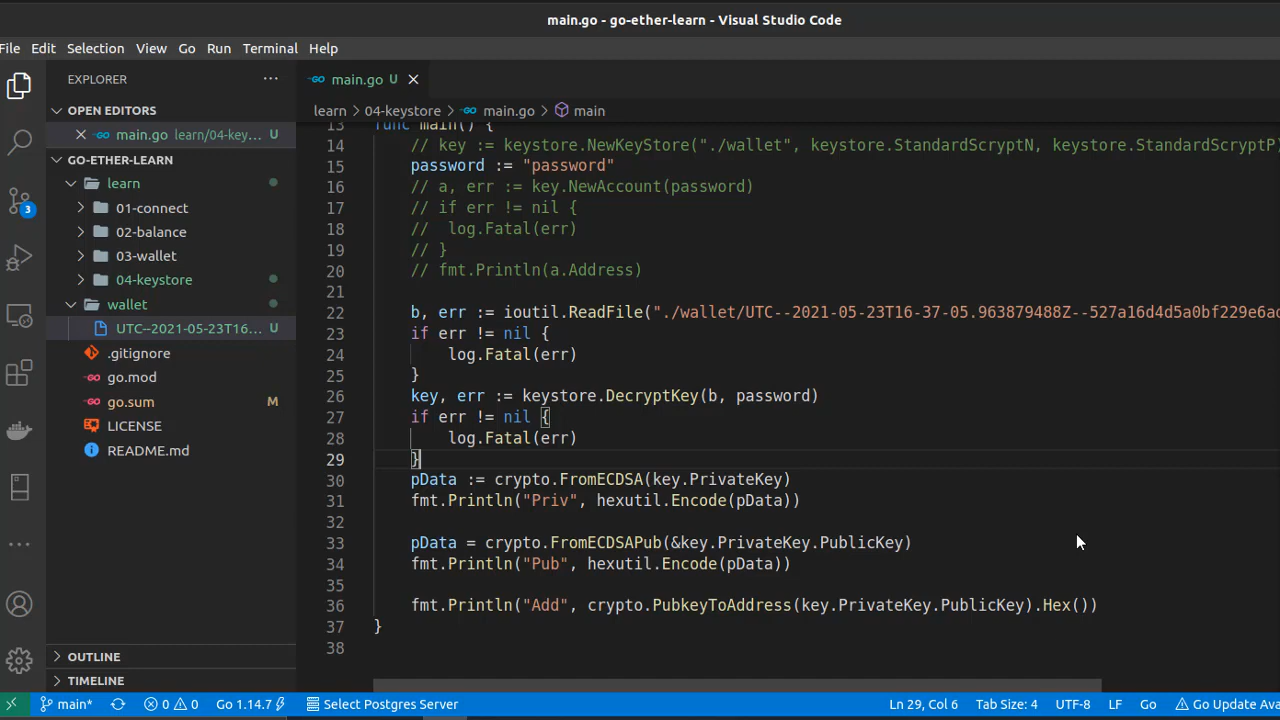 main.go - go-ether-learn - Visual Studio Code
File Edit Selection View Go Run Terminal Help
EXPLORER
OPEN EDITORS
main.go learn/04-key... U
GO-ETHER-LEARN
learn
01-connect
02-balance
03-wallet
04-keystore
wallet
UTC--2021-05-23T16... U
.gitignore
go.mod
go.sum M
LICENSE
README.md
OUTLINE
TIMELINE
3
main.go U
learn > 04-keystore > main.go > main
13 func main() {
14 // key := keystore.NewKeyStore("./wallet", keystore.StandardScryptN, keystore.StandardScryptP)
15 password := "password"
16 // a, err := key.NewAccount(password)
17 // if err != nil {
18 // log.Fatal(err)
19 // }
20 // fmt.Println(a.Address)
21
22 b, err := ioutil.ReadFile("./wallet/UTC--2021-05-23T16-37-05.963879488Z--527a16d4d5a0bf229e6ac
23 if err != nil {
24 log.Fatal(err)
25 }
26 key, err := keystore.DecryptKey(b, password)
27 if err != nil {
28 log.Fatal(err)
29 }
30 pData := crypto.FromECDSA(key.PrivateKey)
31 fmt.Println("Priv", hexutil.Encode(pData))
32
33 pData = crypto.FromECDSAPub(&key.PrivateKey.PublicKey)
34 fmt.Println("Pub", hexutil.Encode(pData))
35
36 fmt.Println("Add", crypto.PubkeyToAddress(key.PrivateKey.PublicKey).Hex())
37 }
38
main* 0 0 Go 1.14.7 Select Postgres Server Ln 29, Col 6 Tab Size: 4 UTF-8 LF Go Go Update Ava